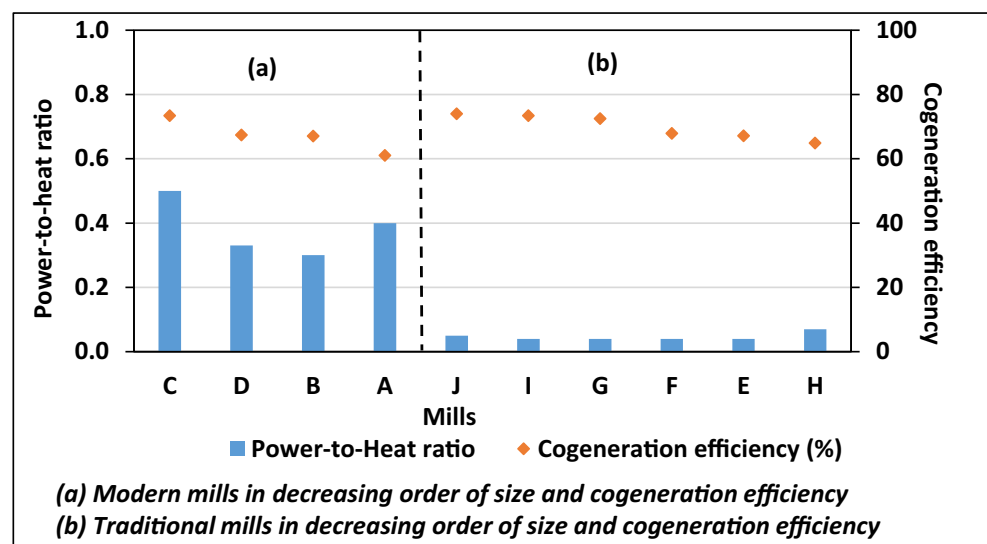 1.0 100
(a) (b)
0.8 80
0.6 60
0.4 40
0.2 20
0.0 0
Power-to-heat ratio
Cogeneration efficiency
C D B A J I G F E H
Mills
Power-to-Heat ratio Cogeneration efficiency (%)
(a) Modern mills in decreasing order of size and cogeneration efficiency
(b) Traditional mills in decreasing order of size and cogeneration efficiency